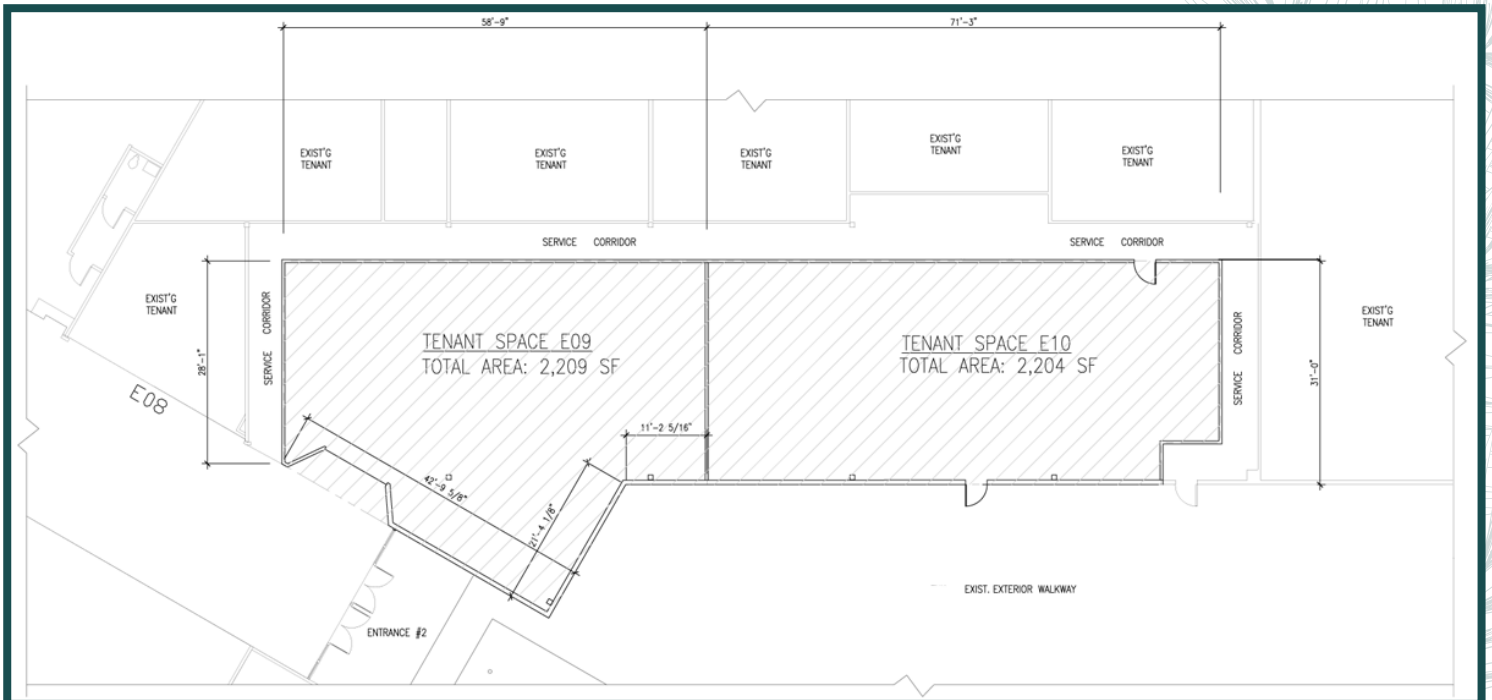 58'-9"
71'-3"
EXIST'G
TENANT
EXIST'G
TENANT
EXIST'G
TENANT
EXIST'G
TENANT
EXIST'G
TENANT
SERVICE CORRIDOR
SERVICE CORRIDOR
EXIST'G
TENANT
SERVICE CORRIDOR
28'-1"
E08
TENANT SPACE E09
TOTAL AREA: 2,209 SF
TENANT SPACE E10
TOTAL AREA: 2,204 SF
SERVICE CORRIDOR
31'-0"
EXIST'G
TENANT
11'-2 5/16"
42'-9 5/8"
21'-4 1/8"
EXIST. EXTERIOR WALKWAY
ENTRANCE #2